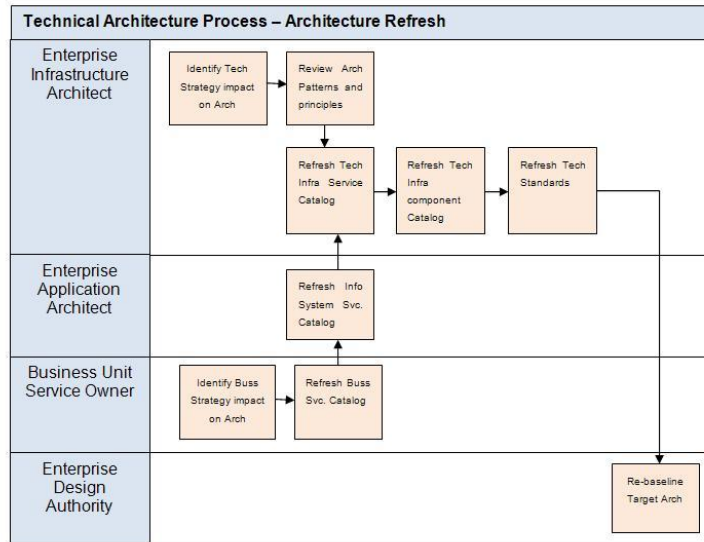 Technical Architecture Process – Architecture Refresh
Enterprise
Infrastructure
Architect
Identify Tech
Strategy impact
on Arch
Review Arch
Patterns and
principles
Refresh Tech
Infra Service
Catalog
Refresh Tech
Infra
component
Catalog
Refresh Tech
Standards
Enterprise
Application
Architect
Refresh Info
System Svc.
Catalog
Business Unit
Service Owner
Identify Buss
Strategy impact
on Arch
Refresh Buss
Svc. Catalog
Enterprise
Design
Authority
Re-baseline
Target Arch